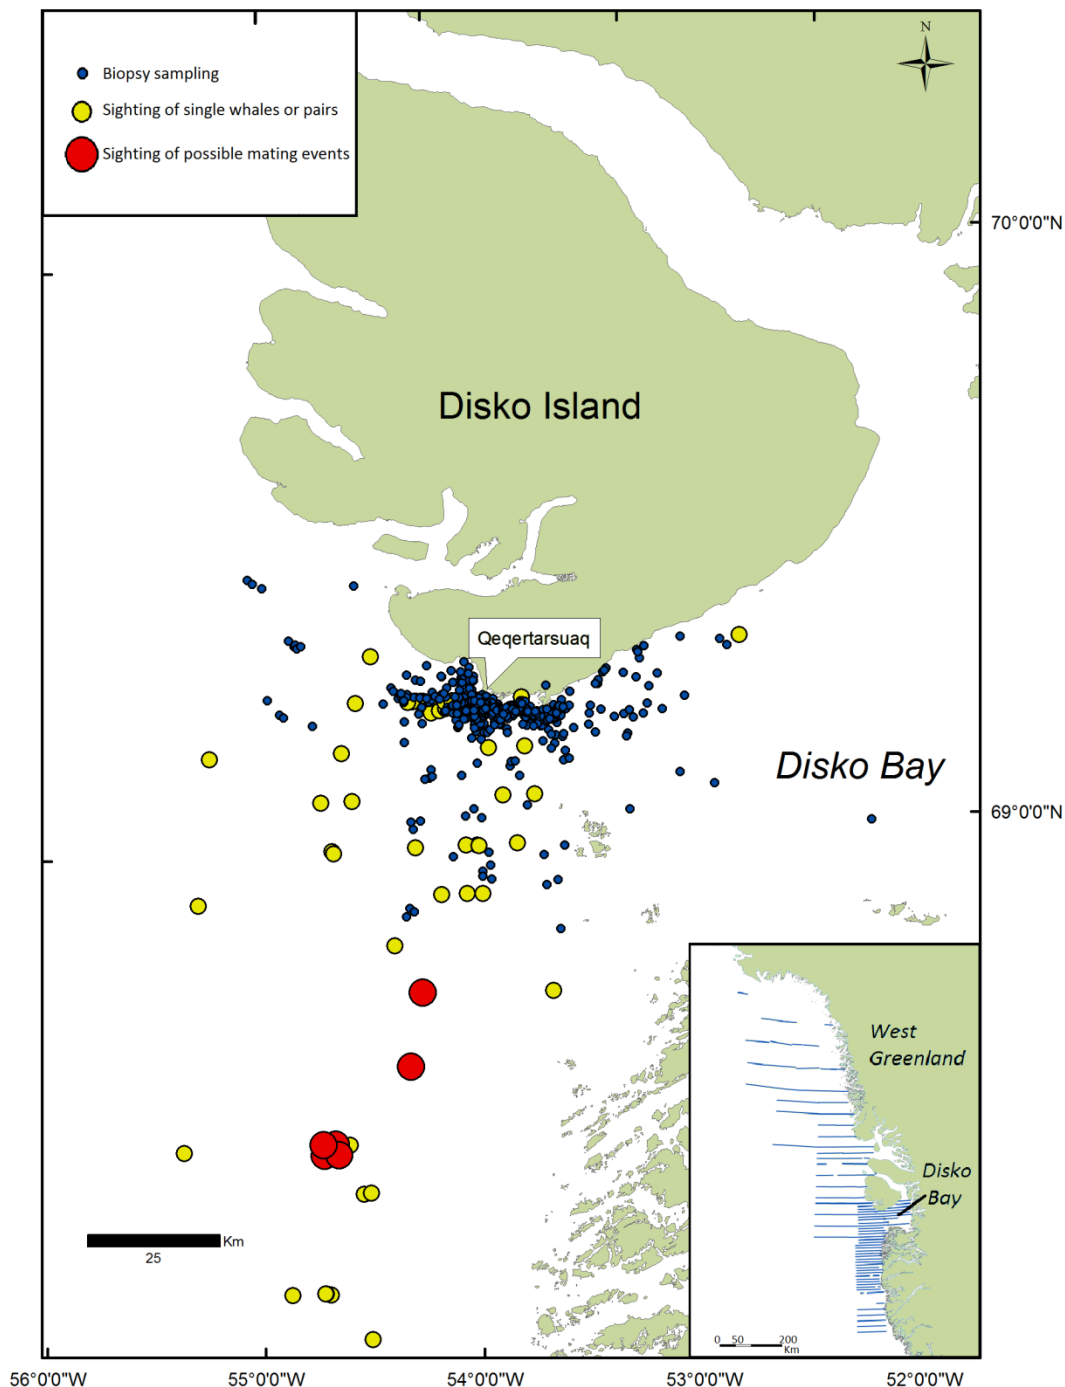 N
Biopsy sampling
Sighting of single whales or pairs
Sighting of possible mating events
70°0'0"N
Disko Island
Qeqertarsuaq
Disko Bay
69°0'0"N
West
Greenland
Disko
Bay
Km
25
0 50 200
Km
56°0'0"W 55°0'0"W 54°0'0"W 53°0'0"W 52°0'0"W